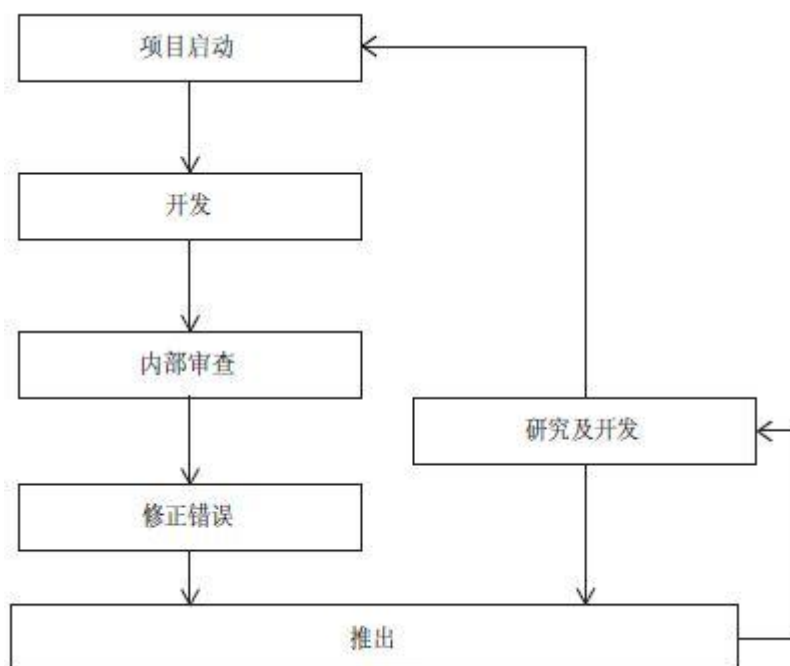 项目启动
开发
内部审查
研究及开发
修正错误
推出